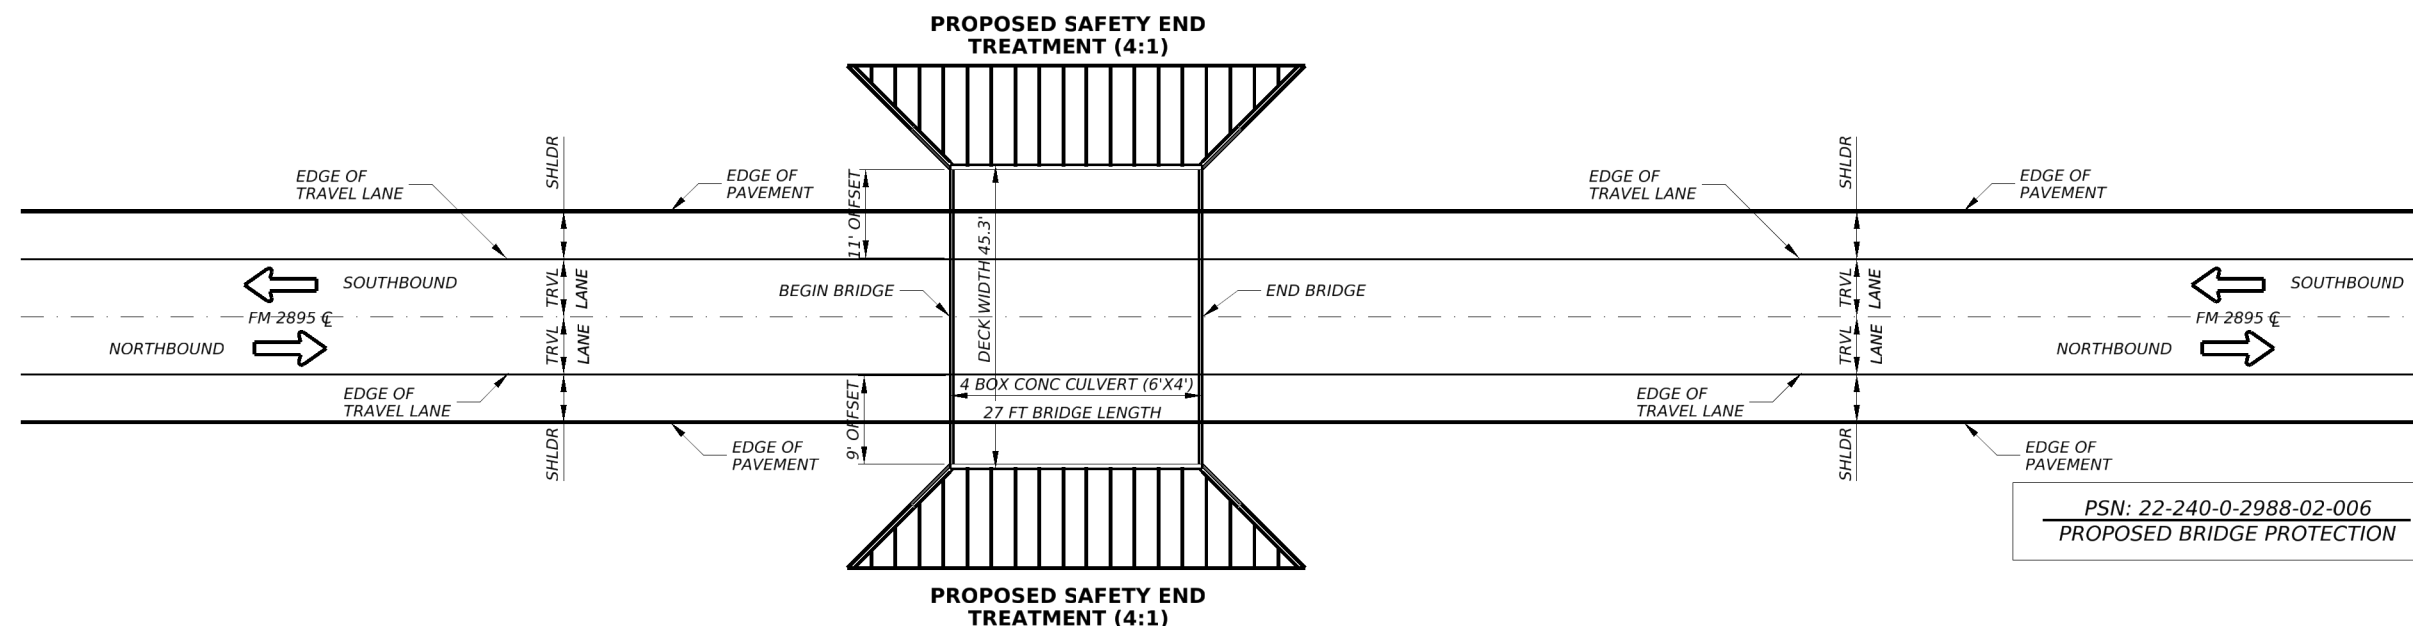 PROPOSED SAFETY END
TREATMENT (4:1)
SHLDR
EDGE OF
TRAVEL LANE
EDGE OF
PAVEMENT
11' OFFSET
DECK WIDTH 45.3'
SHLDR
EDGE OF
TRAVEL LANE
EDGE OF
PAVEMENT
SOUTHBOUND
TRVL
LANE
BEGIN BRIDGE
END BRIDGE
TRVL
LANE
SOUTHBOUND
FM 2895 ℄
FM 2895 ℄
NORTHBOUND
TRVL
LANE
TRVL
LANE
NORTHBOUND
EDGE OF
TRAVEL LANE
9' OFFSET
4 BOX CONC CULVERT (6'X4')
27 FT BRIDGE LENGTH
EDGE OF
TRAVEL LANE
SHLDR
EDGE OF
PAVEMENT
SHLDR
EDGE OF
PAVEMENT
PSN: 22-240-0-2988-02-006
PROPOSED BRIDGE PROTECTION
PROPOSED SAFETY END
TREATMENT (4:1)